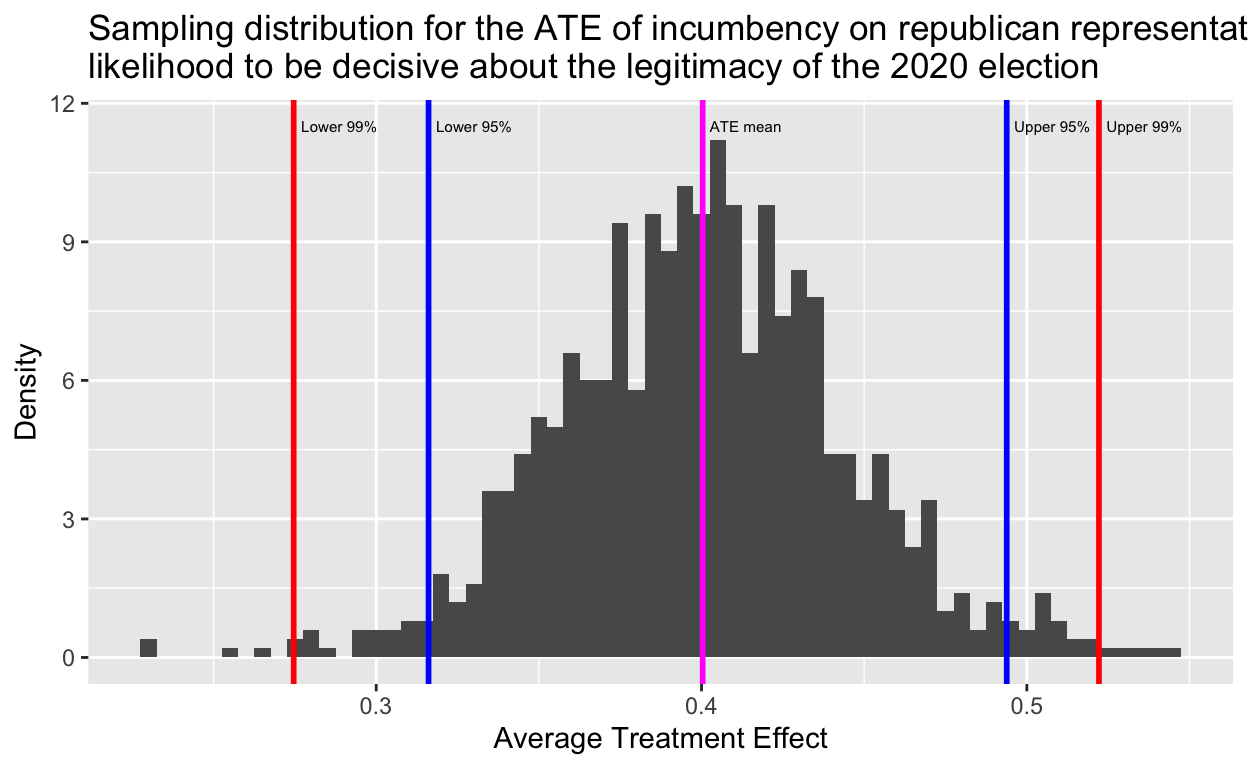 Sampling distribution for the ATE of incumbency on republican representat
likelihood to be decisive about the legitimacy of the 2020 election
12
Lower 99%
Lower 95%
ATE mean
Upper 95%
Upper 99%
9
6
3
0
Density
0.3
0.4
0.5
Average Treatment Effect